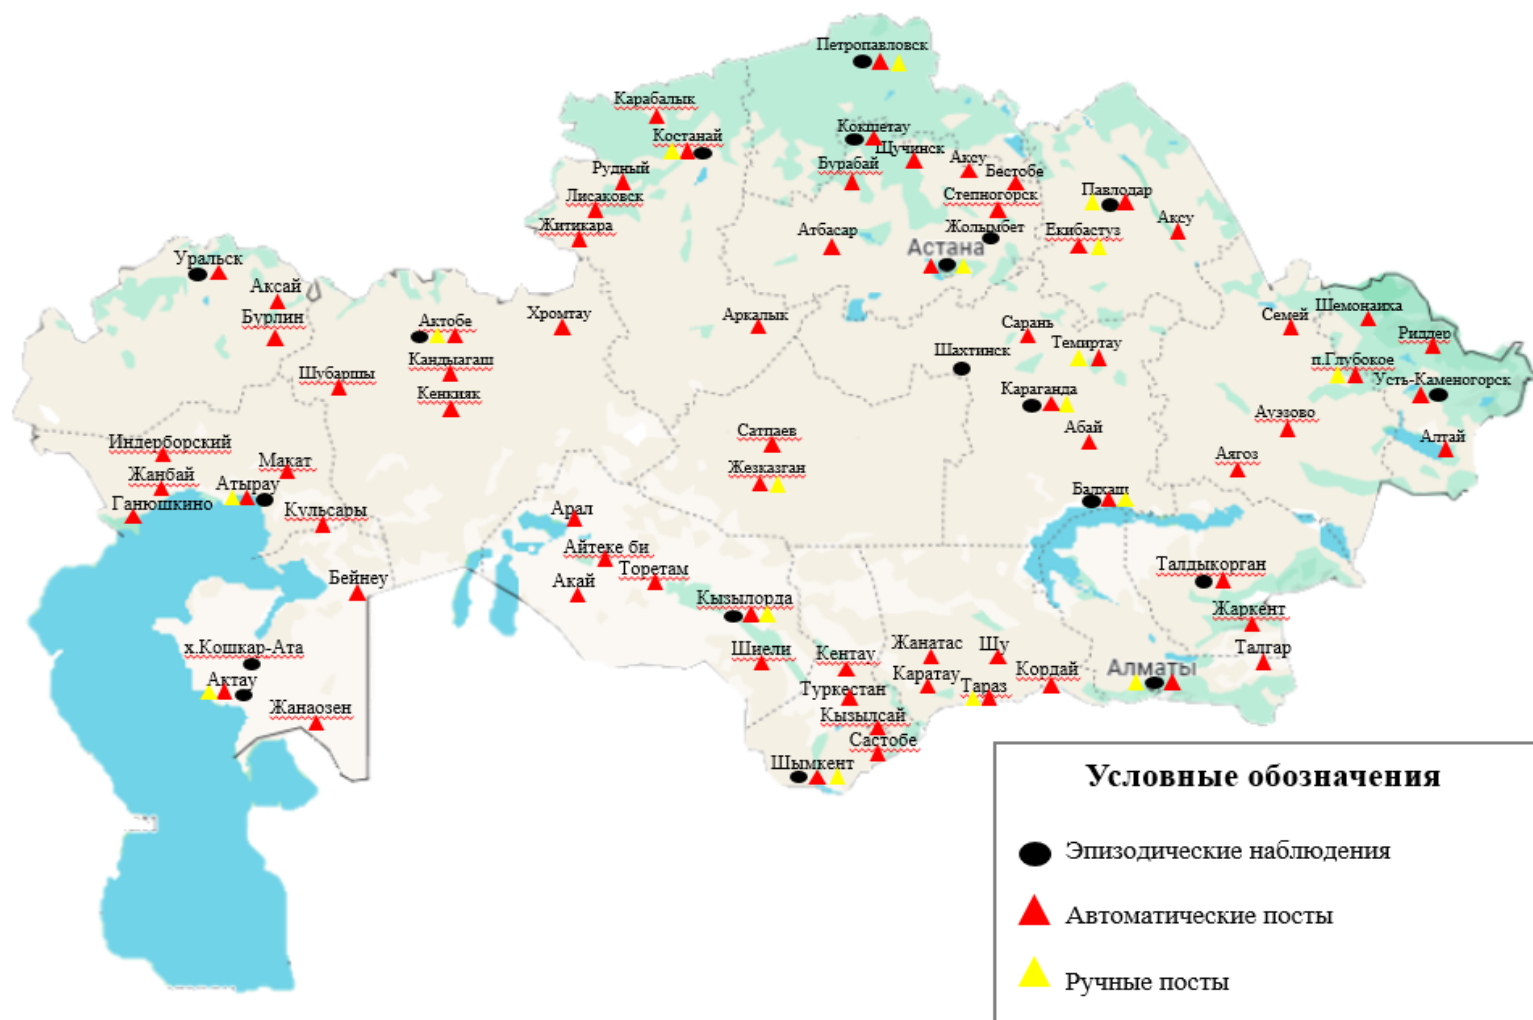 Петропавловск
Карабалык
Костанай
Кокшетау
Щучинск
Бурабай
Аксу
Бестобе
Рудный
Лисаковск
Степногорск
Павлодар
Житикара
Атбасар
Жолымбет
Астана
Екибастуз
Аксу
Уральск
Аксай
Бурлин
Актобе
Хромтау
Аркалык
Сарань
Семей
Шемонаиха
Риддер
Кандыагаш
Шахтинск
Темиртау
п.Глубокое
Шубаршы
Кенкияк
Караганда
Усть-Каменогорск
Ауэзово
Абай
Сатпаев
Алтай
Индерборский
Макат
Жанбай
Атырау
Жезказган
Аягоз
Балхаш
Ганюшкино
Кульсары
Арал
Айтеке би
Торетам
Акай
Бейнеу
Талдыкорган
Кызылорда
Жаркент
х.Кошкар-Ата
Шиели
Кентау
Жанатас
Шу
Талгар
Актау
Каратау
Кордай
Алматы
Тараз
Туркестан
Жанаозен
Кызылсай
Састобе
Шымкент
Условные обозначения
Эпизодические наблюдения
Автоматические посты
Ручные посты